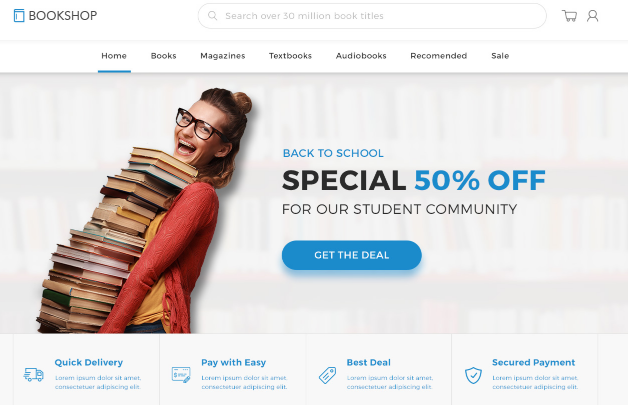 BOOKSHOP
Search over 30 million book titles
Home Books Magazines Textbooks Audiobooks Recomended Sale
BACK TO SCHOOL
SPECIAL 50% OFF
FOR OUR STUDENT COMMUNITY
GET THE DEAL
Quick Delivery
Lorem ipsum dolor sit amet,
consectetuer adipiscing elit.
Pay with Easy
Lorem ipsum dolor sit amet,
consectetuer adipiscing elit.
Best Deal
Lorem ipsum dolor sit amet,
consectetuer adipiscing elit.
Secured Payment
Lorem ipsum dolor sit amet,
consectetuer adipiscing elit.